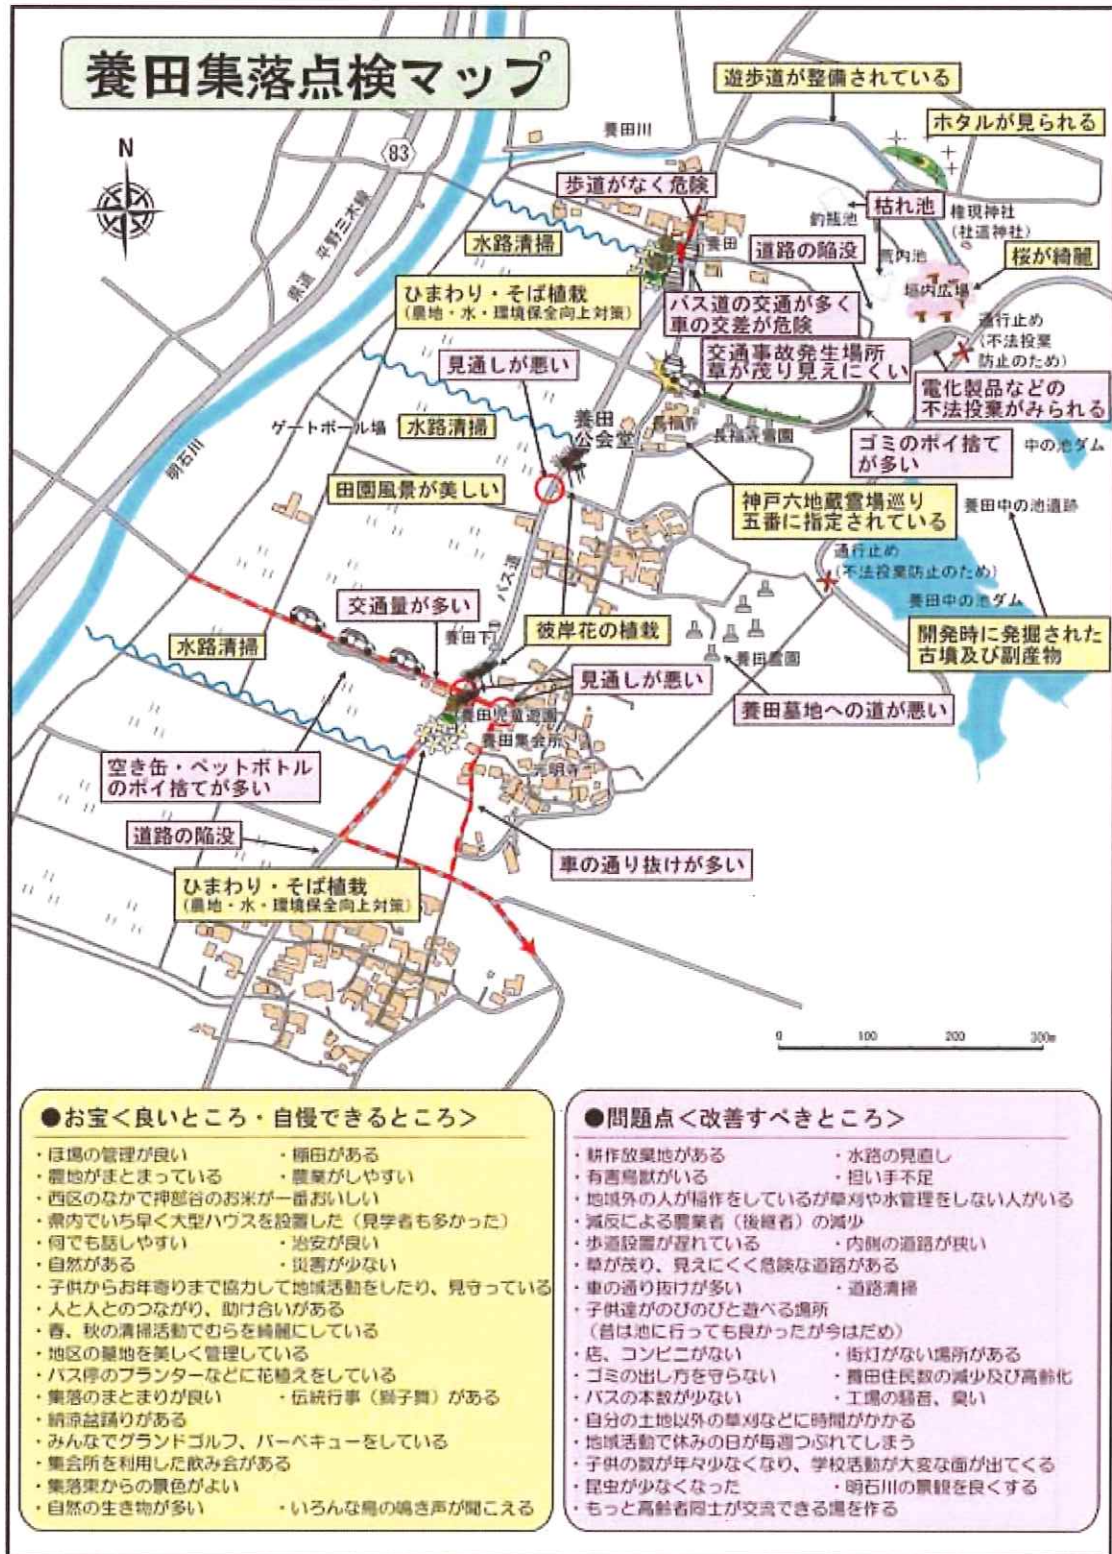 養田集落点検マップ
遊歩道が整備されている
ホタルが見られる
養田川
83
N
県道 平野三木線
歩道がなく危険
釣瓶池
枯れ池
権現神社
(社道神社)
水路清掃
養田
道路の陥没
菅内池
桜が綺麗
垣内広場
ひまわり・そば植栽
(農地・水・環境保全向上対策)
バス道の交通が多く
車の交差が危険
通行止め
(不法投棄
防止のため)
交通事故発生場所
草が茂り見えにくい
見通しが悪い
電化製品などの
不法投棄がみられる
養田
公会堂
長福寺
長福寺霊園
ゲートボール場
水路清掃
明石川
ゴミのポイ捨て
が多い
中の池ダム
田園風景が美しい
神戸六地蔵霊場巡り
五番に指定されている
養田中の池遺跡
通行止め
(不法投棄防止のため)
バス道
交通量が多い
養田中の池ダム
養田下
彼岸花の植栽
水路清掃
開発時に発掘された
古墳及び副産物
養田霊園
見通しが悪い
養田墓地への道が悪い
養田児童遊園
養田集会所
光明寺
空き缶・ペットボトル
のポイ捨てが多い
道路の陥没
車の通り抜けが多い
ひまわり・そば植栽
(農地・水・環境保全向上対策)
0 100 200 300m
●お宝<良いところ・自慢できるところ>
・ほ場の管理が良い ・棚田がある
・農地がまとまっている ・農業がしやすい
・西区のなかで押部谷のお米が一番おいしい
・県内でいち早く大型ハウスを設置した（見学者も多かった）
・何でも話しやすい ・治安が良い
・自然がある ・災害が少ない
・子供からお年寄りまで協力して地域活動をしたり、見守っている
・人と人とのつながり、助け合いがある
・春、秋の清掃活動でむらを綺麗にしている
・地区の墓地を美しく管理している
・バス停のプランターなどに花植えをしている
・集落のまとまりが良い ・伝統行事（獅子舞）がある
・納涼盆踊りがある
・みんなでグランドゴルフ、バーベキューをしている
・集会所を利用した飲み会がある
・集落東からの景色がよい
・自然の生き物が多い ・いろんな鳥の鳴き声が聞こえる
●問題点<改善すべきところ>
・耕作放棄地がある ・水路の見直し
・有害鳥獣がいる ・担い手不足
・地域外の人が稲作をしているが草刈や水管理をしない人がいる
・減反による農業者（後継者）の減少
・歩道設置が遅れている ・内側の道路が狭い
・草が茂り、見えにくく危険な道路がある
・車の通り抜けが多い ・道路清掃
・子供達がのびのびと遊べる場所
（昔は池に行っても良かったが今はだめ）
・店、コンビニがない ・街灯がない場所がある
・ゴミの出し方を守らない ・養田住民数の減少及び高齢化
・バスの本数が少ない ・工場の騒音、臭い
・自分の土地以外の草刈などに時間がかかる
・地域活動で休みの日が毎週つぶれてしまう
・子供の数が年々少なくなり、学校活動が大変な面が出てくる
・昆虫が少なくなった ・明石川の景観を良くする
・もっと高齢者同士が交流できる場を作る